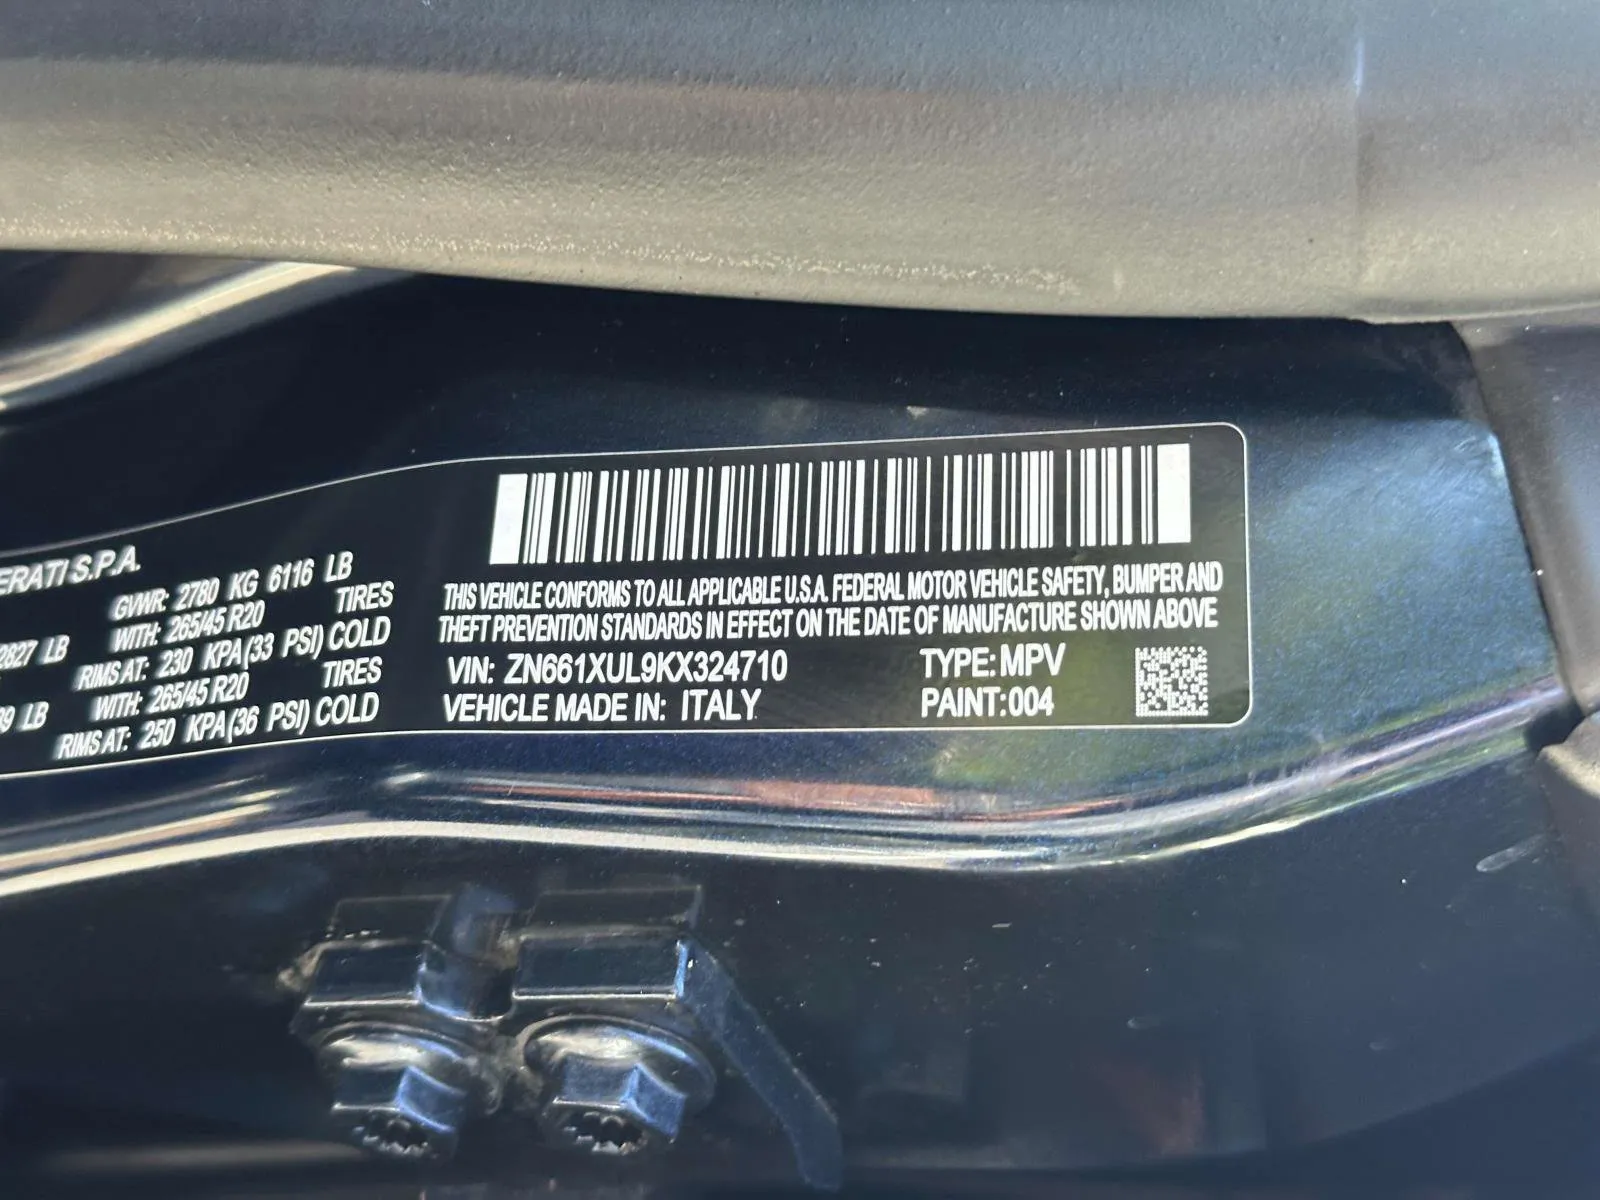 ERATI S.P.A.
GVWR: 2780 KG 6116 LB
2827 LB WITH: 265/45 R20 TIRES
RIMS AT: 230 KPA(33 PSI) COLD
39 LB WITH: 265/45 R20 TIRES
RIMS AT: 250 KPA(36 PSI) COLD
THIS VEHICLE CONFORMS TO ALL APPLICABLE U.S.A. FEDERAL MOTOR VEHICLE SAFETY, BUMPER AND
THEFT PREVENTION STANDARDS IN EFFECT ON THE DATE OF MANUFACTURE SHOWN ABOVE
VIN: ZN661XUL9KX324710 TYPE: MPV
VEHICLE MADE IN: ITALY PAINT: 004